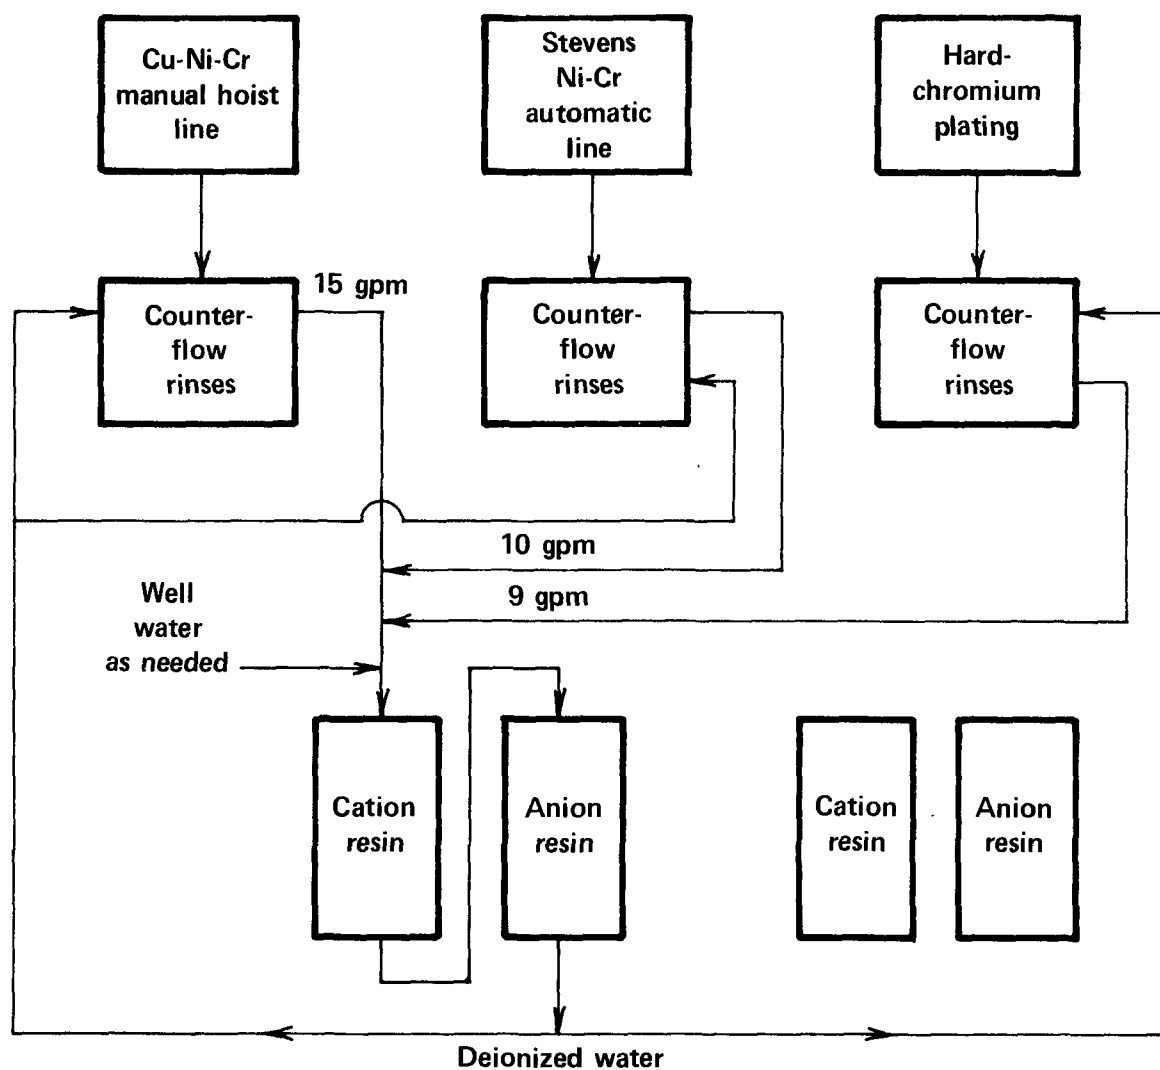 Cu-Ni-Cr
manual hoist
line
Stevens
Ni-Cr
automatic
line
Hard-
chromium
plating
Counter-
flow
rinses
15 gpm
Counter-
flow
rinses
Counter-
flow
rinses
10 gpm
9 gpm
Well
water
as needed
Cation
resin
Anion
resin
Cation
resin
Anion
resin
Deionized water